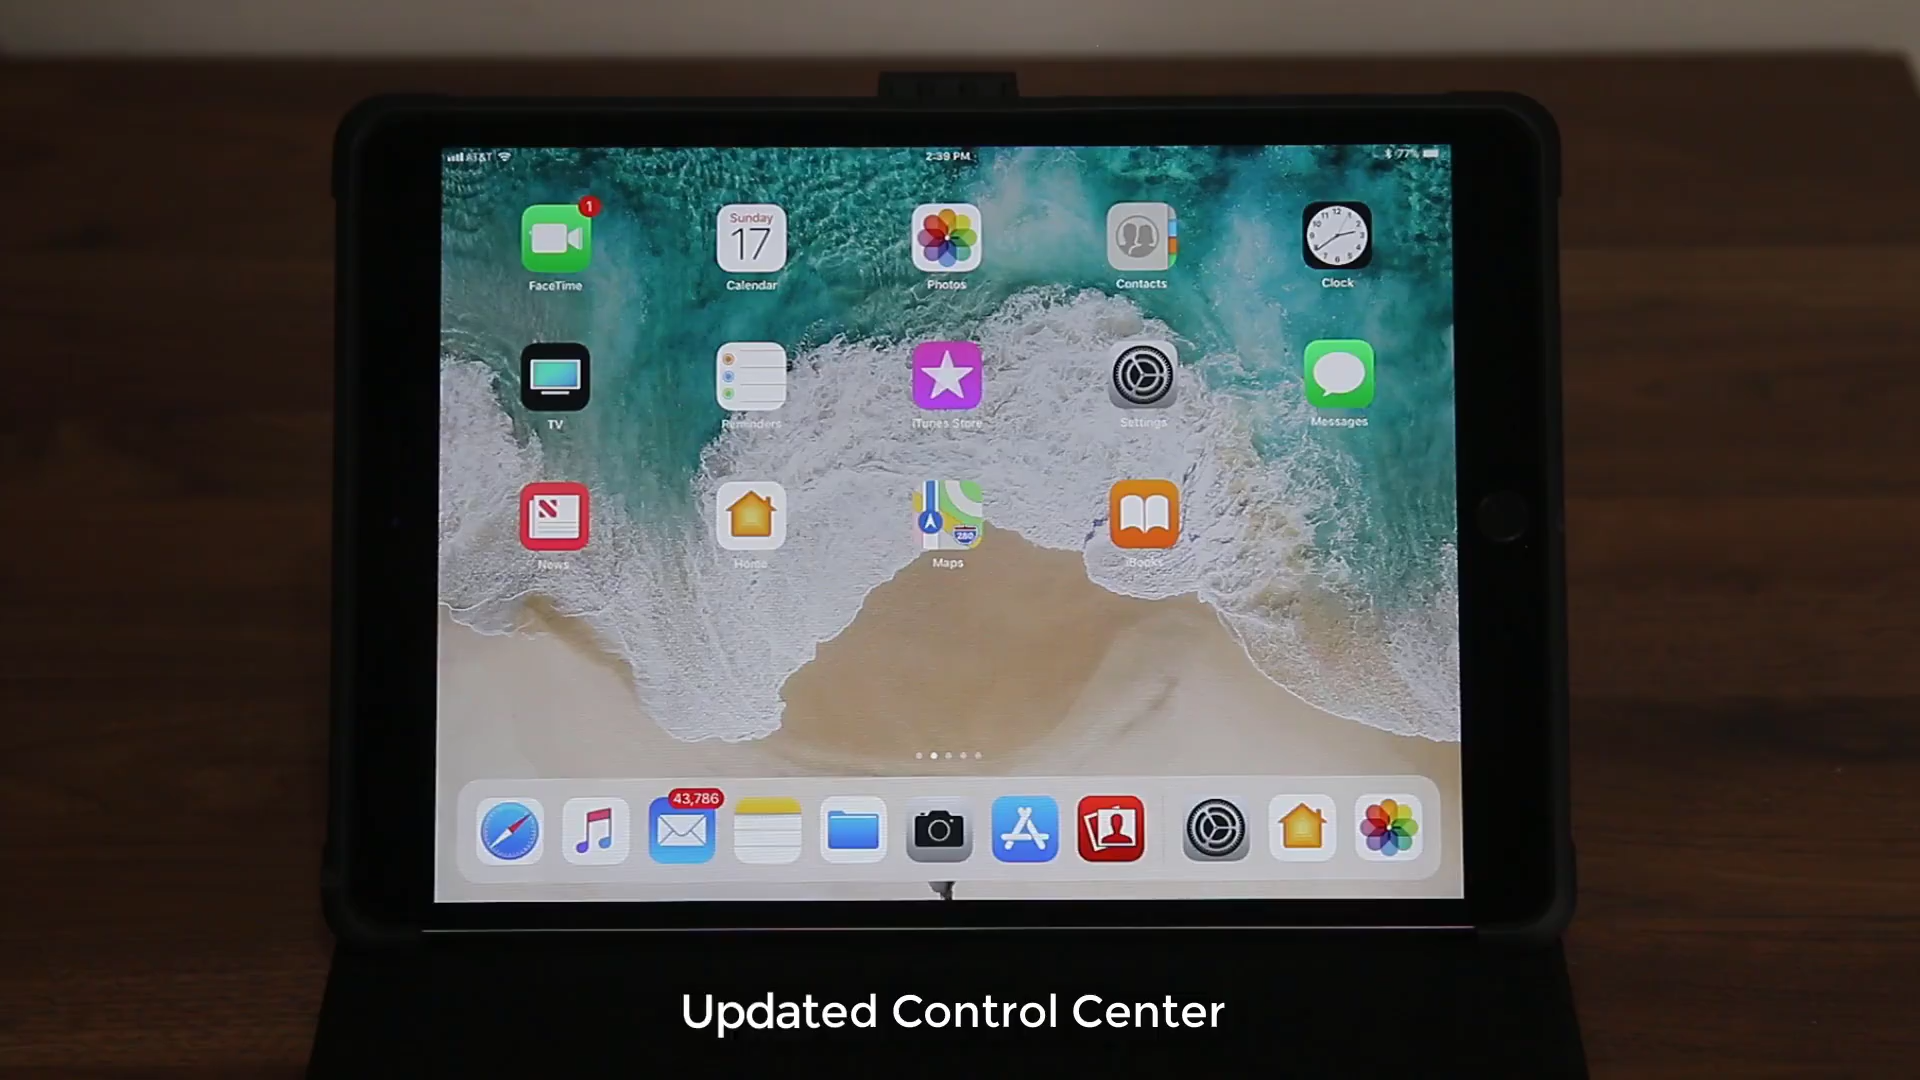 AT&T
2:39 PM
77%
1
Sunday
17
FaceTime
Calendar
Photos
Contacts
Clock
TV
Reminders
iTunes Store
Settings
Messages
280
News
Home
Maps
iBooks
43,786
Updated Control Center